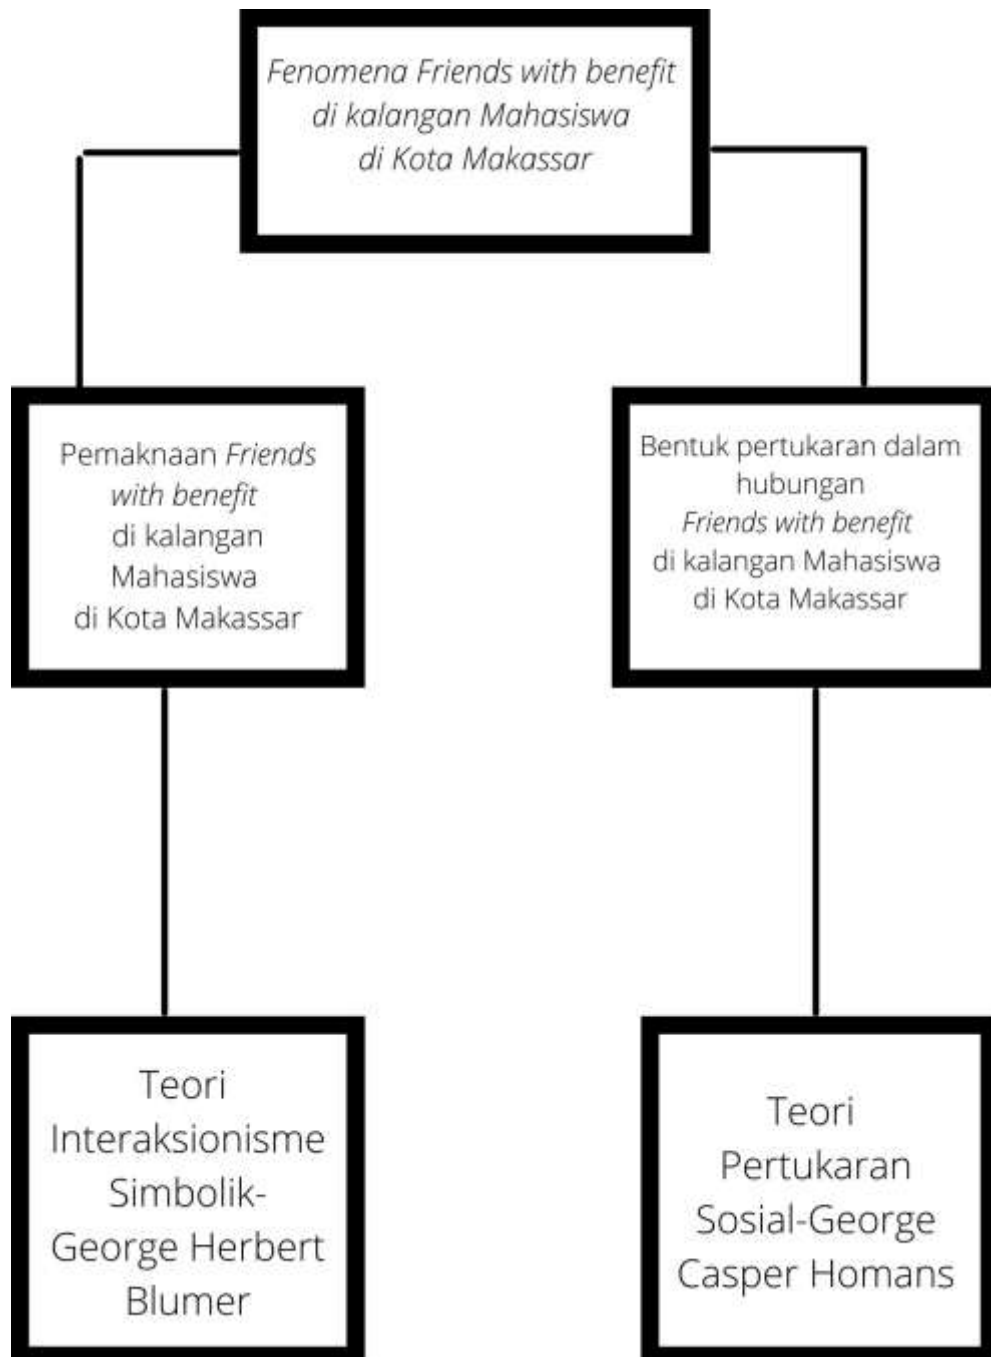 Fenomena Friends with benefit
di kalangan Mahasiswa
di Kota Makassar
Pemaknaan Friends
with benefit
di kalangan
Mahasiswa
di Kota Makassar
Bentuk pertukaran dalam
hubungan
Friends with benefit
di kalangan Mahasiswa
di Kota Makassar
Teori
Interaksionisme
Simbolik-
George Herbert
Blumer
Teori
Pertukaran
Sosial-George
Casper Homans